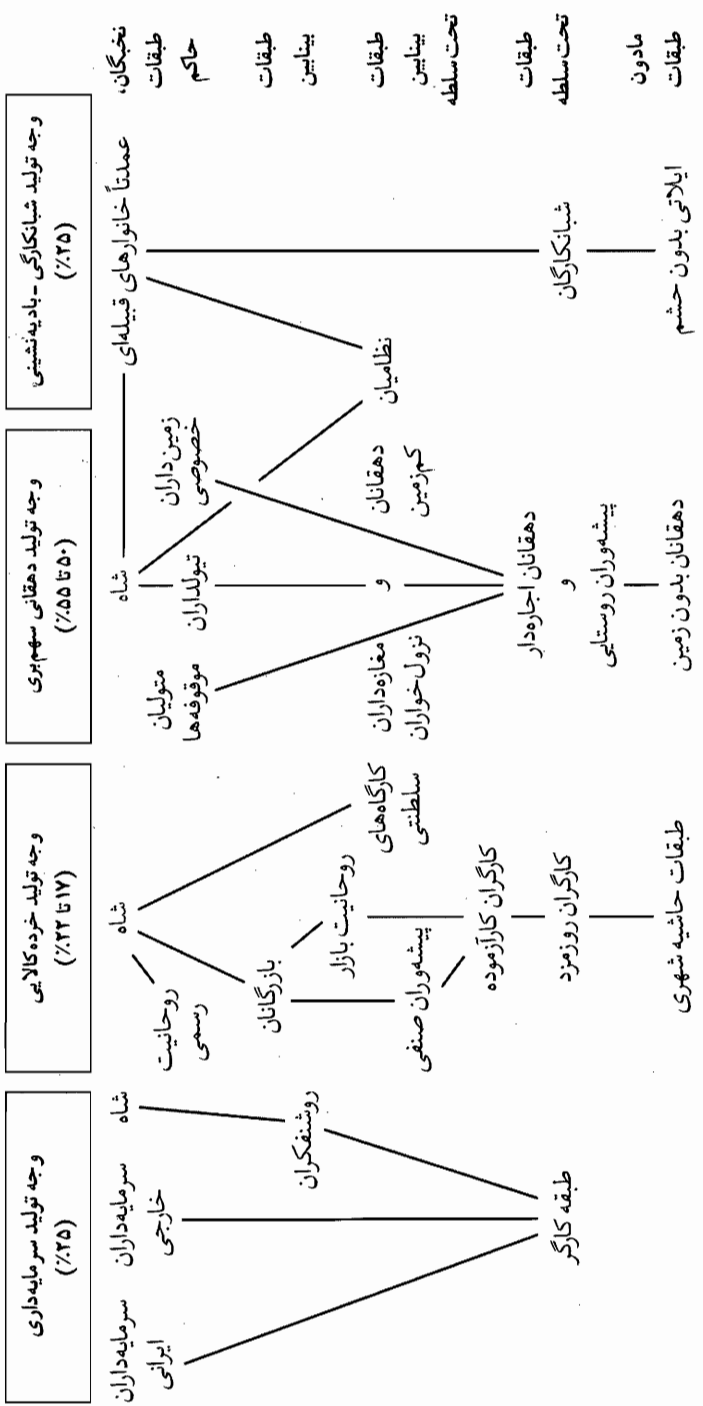 وجه تولید شبانکارگی - بادیه‌نشینی
(٪۲۵)
وجه تولید دهقانی سهم‌بری
(۵۰ تا ۵۵٪)
وجه تولید خرده کالایی
(۱۷ تا ۲۲٪)
وجه تولید سرمایه‌داری
(٪۲۵)
نخبگان،
طبقات
حاکم
عمدتاً خانوارهای قبیله‌ای
شاه
زمین‌داران
خصوصی
تیولداران
متولیان
موقوفه‌ها
شاه
روحانیت
رسمی
شاه
سرمایه‌داران
خارجی
سرمایه‌داران
ایرانی
طبقات
بینابین
بازرگانان
روشنفکران
طبقات
بینابین
تحت‌سلطه
نظامیان
دهقانان
کم‌زمین
و
مغازه‌داران
نزول‌خواران
کارگاه‌های
سلطنتی
روحانیت بازار
پیشه‌وران صنفی
طبقات
تحت‌سلطه
شبانکارگان
دهقانان اجاره‌دار
و
پیشه‌وران روستایی
کارگران کارآزموده
کارگران روزمزد
طبقه کارگر
طبقات
مادون
ایلاتی بدون حشم
دهقانان بدون زمین
طبقات حاشیه شهری